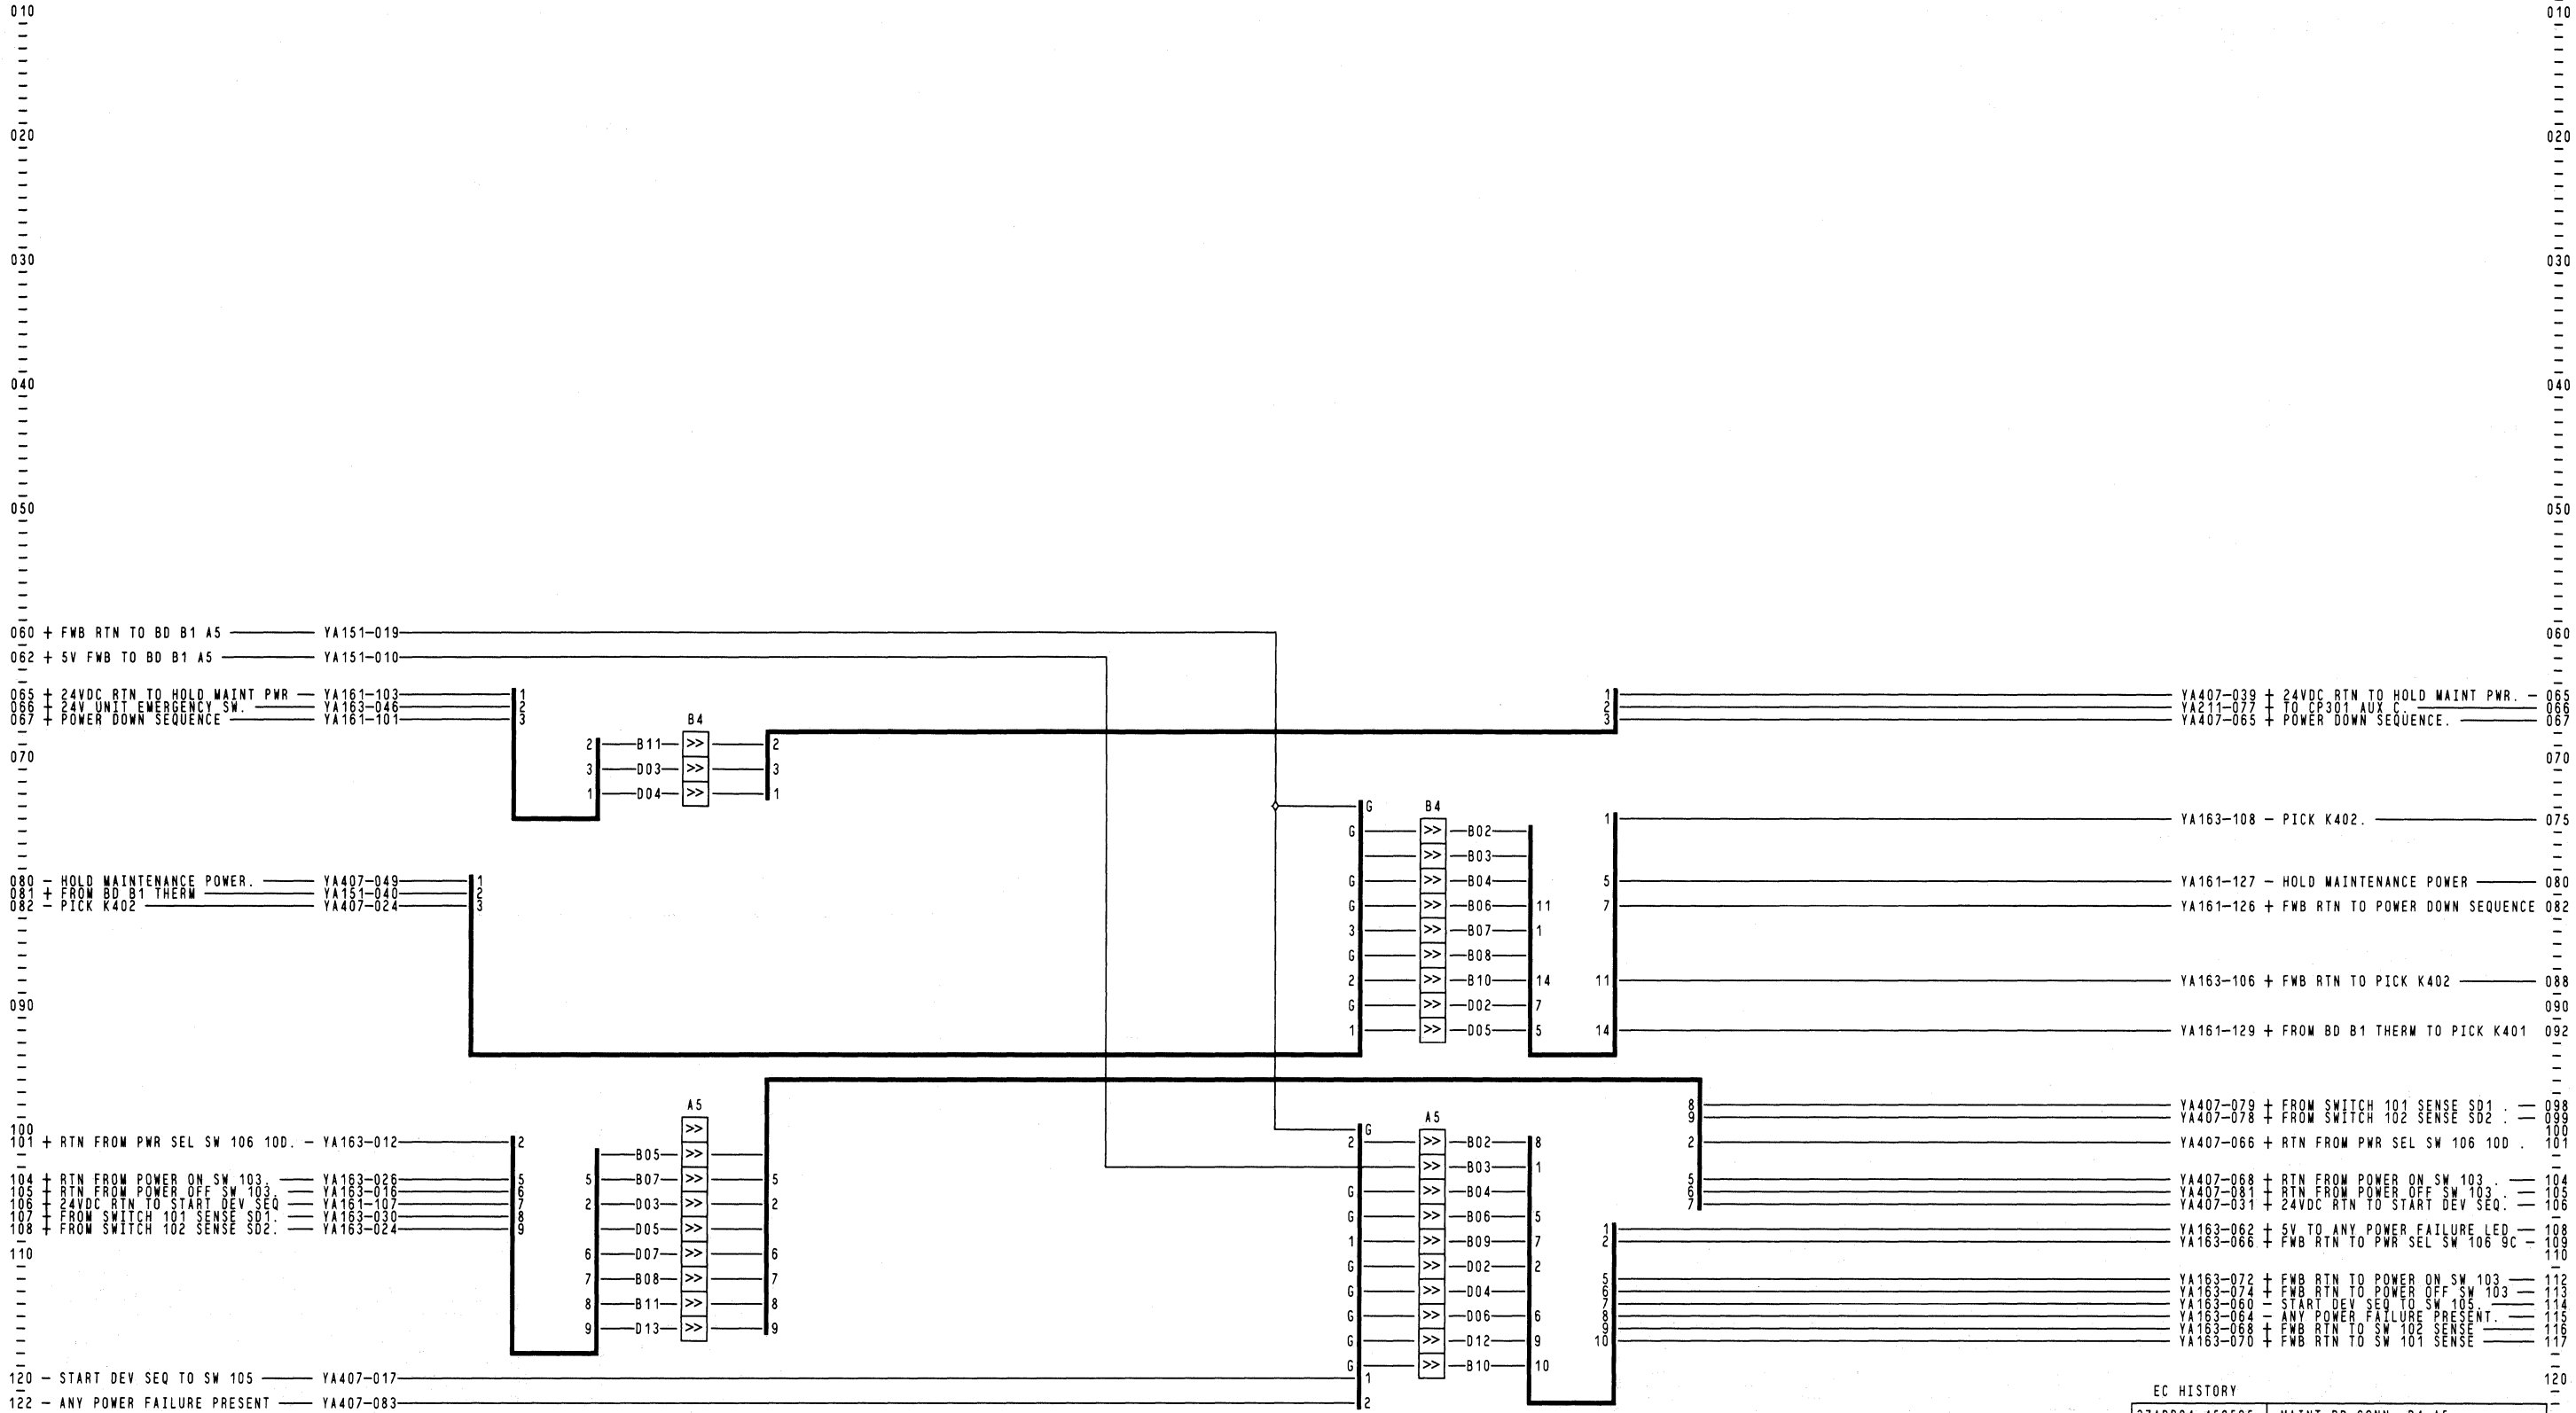 010 010
020 020
030 030
040 040
050 050
060 + FWB RTN TO BD B1 A5 YA151-019 060
062 + 5V FWB TO BD B1 A5 YA151-010
065 + 24VDC RTN TO HOLD MAINT PWR YA161-103 1 1 YA407-039 + 24VDC RTN TO HOLD MAINT PWR. 065
066 + 24V UNIT EMERGENCY SW. YA163-046 2 2 YA211-077 + TO CP301 AUX C. 066
067 + POWER DOWN SEQUENCE YA161-101 3 3 YA407-065 + POWER DOWN SEQUENCE. 067
B4
2 B11 >> 2
070 3 D03 >> 3 070
1 D04 >> 1
G B4
1 YA163-108 - PICK K402. 075
G >> B02
>> B03
080 - HOLD MAINTENANCE POWER. YA407-049 1 G >> B04 5 YA161-127 - HOLD MAINTENANCE POWER 080
081 + FROM BD B1 THERM YA151-040 2
082 - PICK K402 YA407-024 3 G >> B06 11 7 YA161-126 + FWB RTN TO POWER DOWN SEQUENCE 082
3 >> B07 1
G >> B08
2 >> B10 14 11 YA163-106 + FWB RTN TO PICK K402 088
090 G >> D02 7 090
1 >> D05 5 14 YA161-129 + FROM BD B1 THERM TO PICK K401 092
A5 8 YA407-079 + FROM SWITCH 101 SENSE SD1 . 098
A5 9 YA407-078 + FROM SWITCH 102 SENSE SD2 . 099
100 >> G 100
101 + RTN FROM PWR SEL SW 106 10D. - YA163-012 2 2 >> B02 8 2 YA407-066 + RTN FROM PWR SEL SW 106 10D . 101
B05 >> >> B03 1
104 + RTN FROM POWER ON SW 103. YA163-026 5 5 B07 >> 5 5 YA407-068 + RTN FROM POWER ON SW 103 . 104
105 + RTN FROM POWER OFF SW 103. YA163-016 6 G >> B04 6 YA407-081 + RTN FROM POWER OFF SW 103 . 105
106 + 24VDC RTN TO START DEV SEQ YA161-107 7 2 D03 >> 2 7 YA407-031 + 24VDC RTN TO START DEV SEQ. 106
107 + FROM SWITCH 101 SENSE SD1. YA163-030 8 G >> B06 5
108 + FROM SWITCH 102 SENSE SD2. YA163-024 9 D05 >> 1 YA163-062 + 5V TO ANY POWER FAILURE LED 108
1 >> B09 7 2 YA163-066 + FWB RTN TO PWR SEL SW 106 9C 109
110 6 D07 >> 6 110
G >> D02 2
7 B08 >> 7 5 YA163-072 + FWB RTN TO POWER ON SW 103 112
G >> D04 6 YA163-074 + FWB RTN TO POWER OFF SW 103 113
8 B11 >> 8 7 YA163-060 - START DEV SEQ TO SW 105. 114
G >> D06 6 8 YA163-064 - ANY POWER FAILURE PRESENT. 115
9 D13 >> 9 9 YA163-068 + FWB RTN TO SW 102 SENSE 116
G >> D12 9 10 YA163-070 + FWB RTN TO SW 101 SENSE 117
G >> B10 10
120 - START DEV SEQ TO SW 105 YA407-017 1 120
EC HISTORY
122 - ANY POWER FAILURE PRESENT YA407-083 2